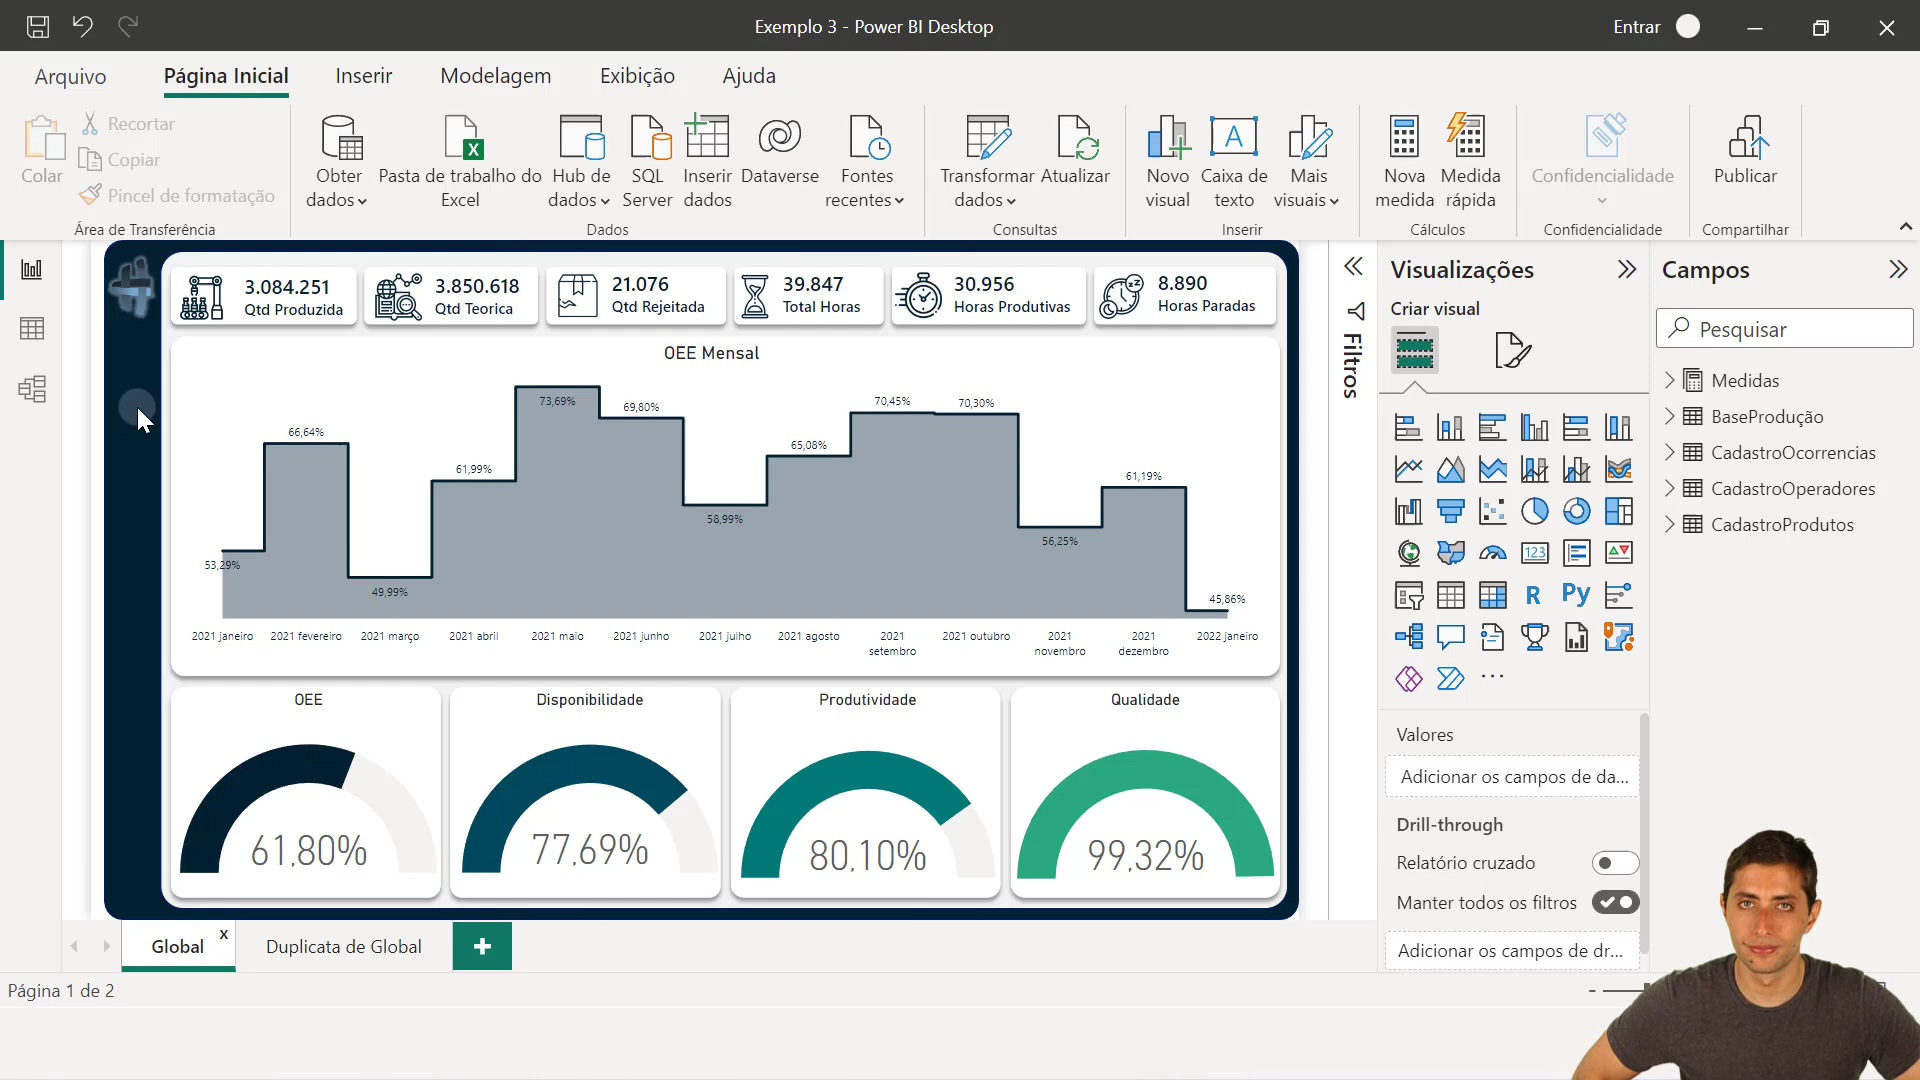 Exemplo 3 - Power BI Desktop
Entrar
Arquivo
Página Inicial
Inserir
Modelagem
Exibição
Ajuda
Colar
Recortar
Copiar
Pincel de formatação
Área de Transferência
Obter dados
Pasta de trabalho do Excel
Hub de dados
SQL Server
Inserir dados
Dataverse
Fontes recentes
Dados
Transformar dados
Atualizar
Consultas
Novo visual
Caixa de texto
Mais visuais
Inserir
Nova medida
Medida rápida
Cálculos
Confidencialidade
Confidencialidade
Publicar
Compartilhar
3.084.251
Qtd Produzida
3.850.618
Qtd Teorica
21.076
Qtd Rejeitada
39.847
Total Horas
30.956
Horas Produtivas
8.890
Horas Paradas
OEE Mensal
53,29%
66,64%
49,99%
61,99%
73,69%
69,80%
58,99%
65,08%
70,45%
70,30%
56,25%
61,19%
45,86%
2021 janeiro
2021 fevereiro
2021 março
2021 abril
2021 maio
2021 junho
2021 julho
2021 agosto
2021 setembro
2021 outubro
2021 novembro
2021 dezembro
2022 janeiro
OEE
61,80%
Disponibilidade
77,69%
Produtividade
80,10%
Qualidade
99,32%
Filtros
Visualizações
Criar visual
123
R
Py
...
Valores
Adicionar os campos de da...
Drill-through
Relatório cruzado
Manter todos os filtros
Adicionar os campos de dr...
Campos
Pesquisar
Medidas
BaseProdução
CadastroOcorrencias
CadastroOperadores
CadastroProdutos
Global
x
Duplicata de Global
+
Página 1 de 2